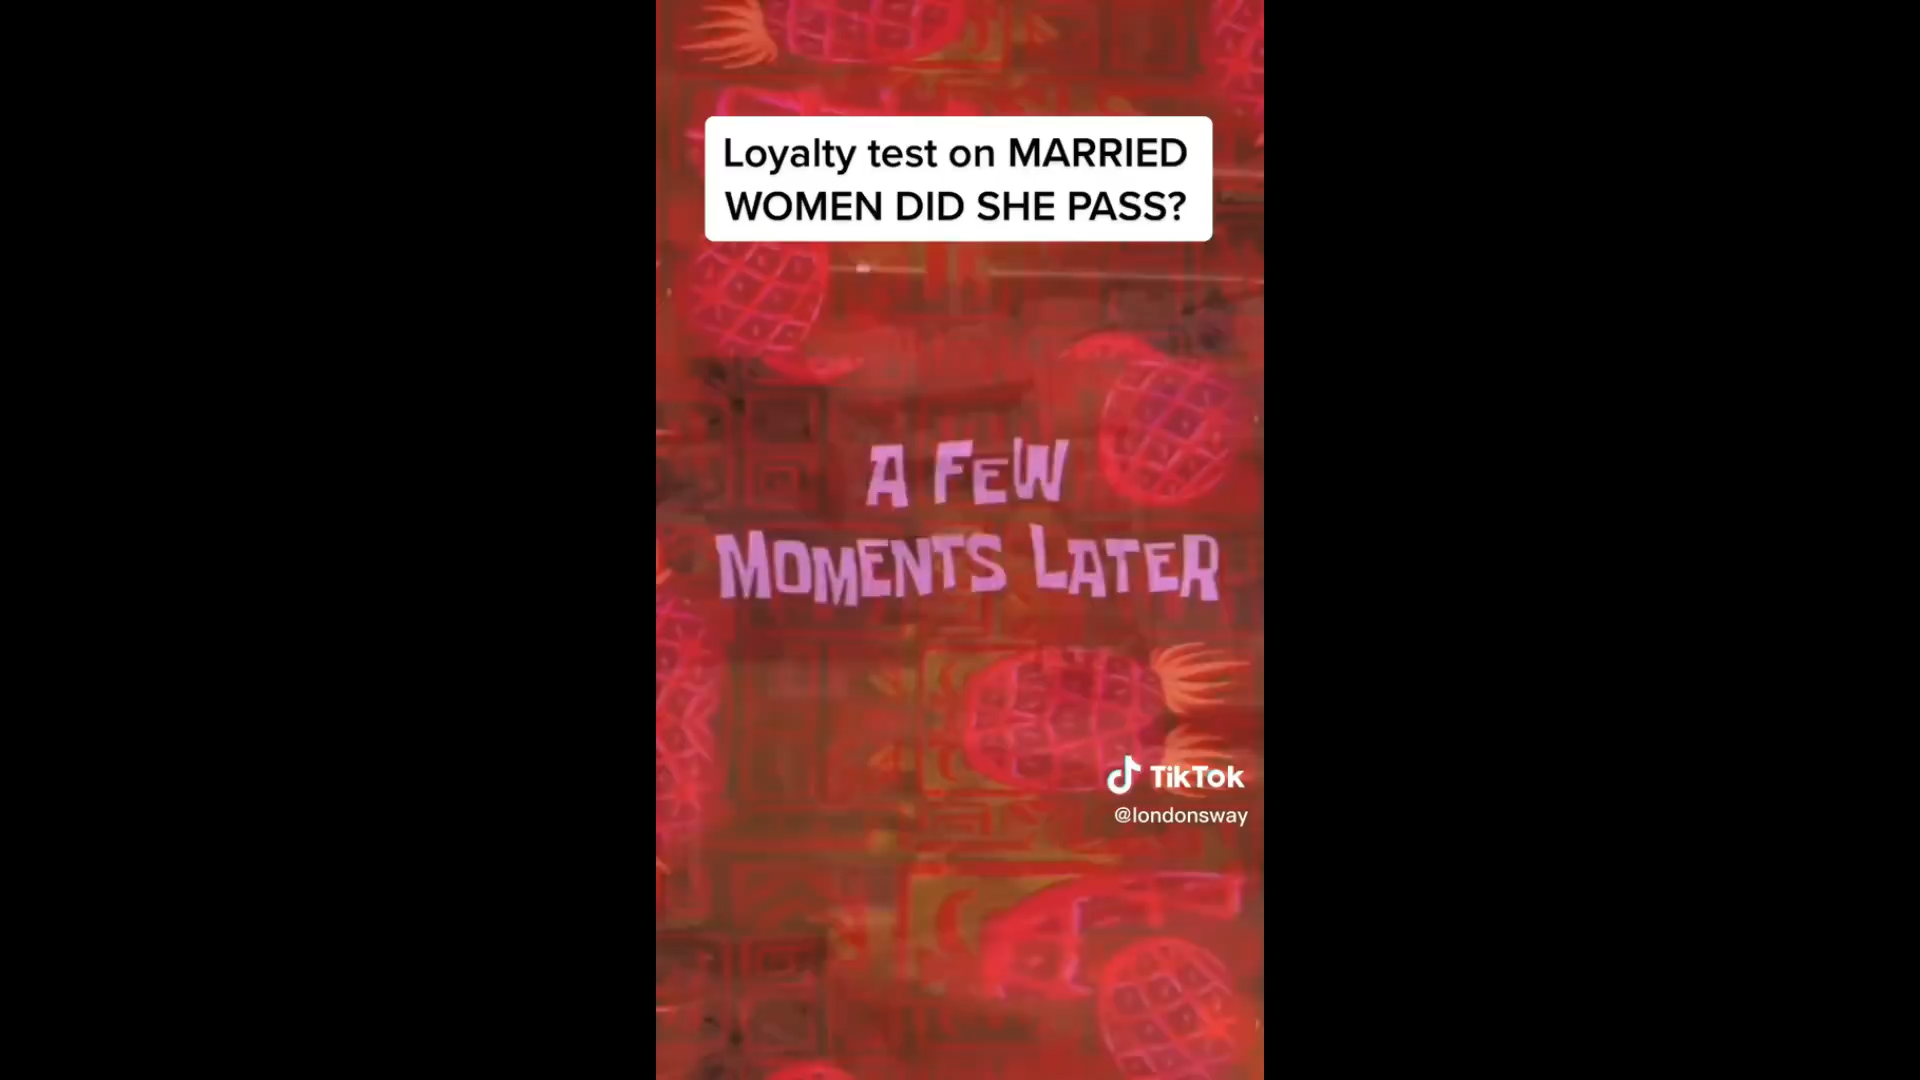 Loyalty test on MARRIED
WOMEN DID SHE PASS?
A FEW
MOMENTS LATER
TikTok
@londonsway